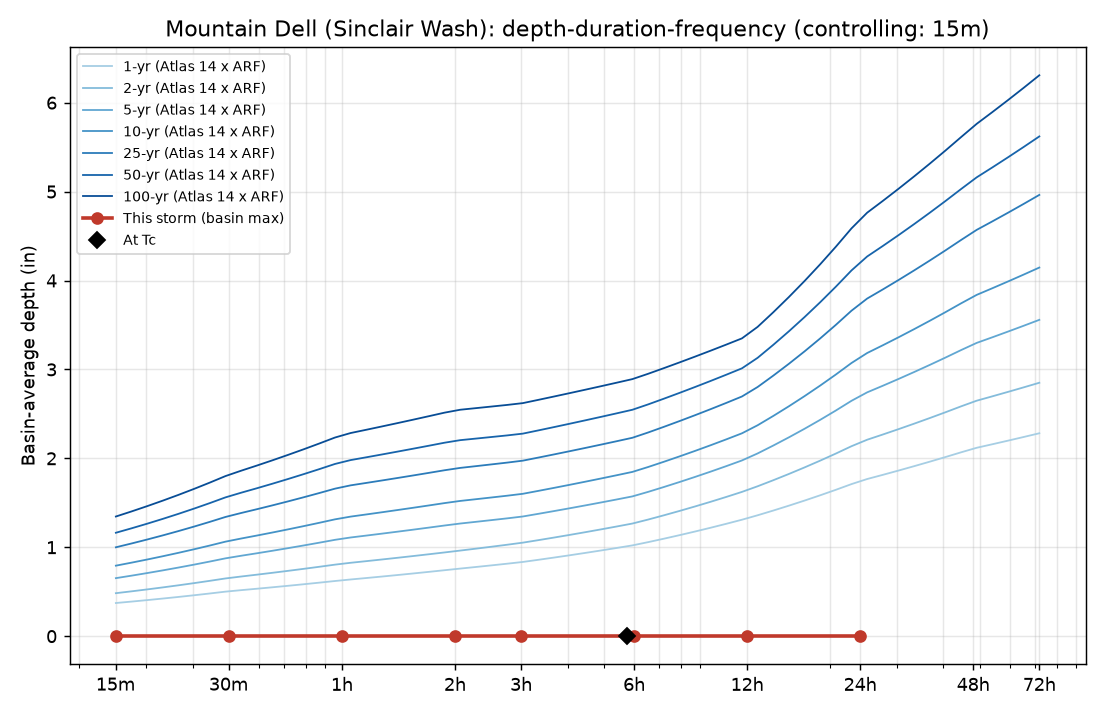 Mountain Dell (Sinclair Wash): depth-duration-frequency (controlling: 15m)
1-yr (Atlas 14 x ARF)
2-yr (Atlas 14 x ARF)
5-yr (Atlas 14 x ARF)
10-yr (Atlas 14 x ARF)
25-yr (Atlas 14 x ARF)
50-yr (Atlas 14 x ARF)
100-yr (Atlas 14 x ARF)
This storm (basin max)
At Tc
Basin-average depth (in)
6
5
4
3
2
1
0
15m 30m 1h 2h 3h 6h 12h 24h 48h 72h